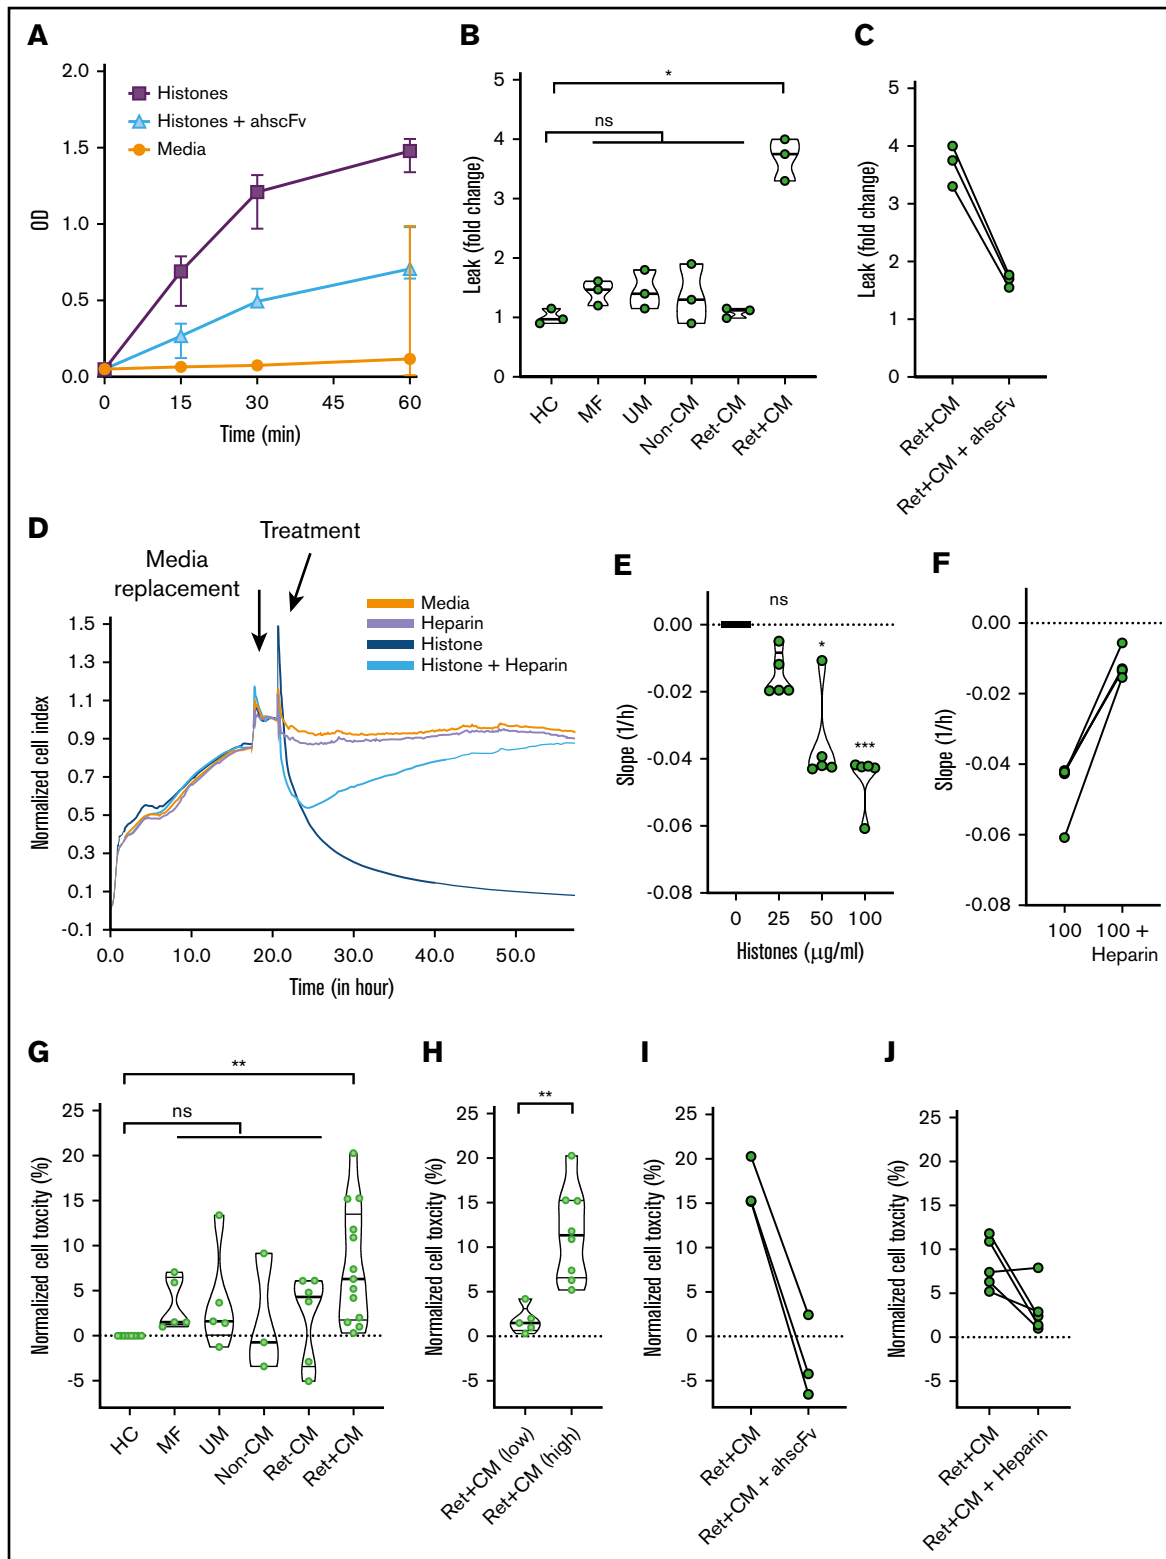 A
2.0
1.5
1.0
0.5
0.0
OD
Histones
Histones + ahscFv
Media
0
15
30
45
60
Time (min)
B
5
4
3
2
1
0
Leak (fold change)
*
ns
HC
MF
UM
Non-CM
Ret-CM
Ret+CM
C
5
4
3
2
1
0
Leak (fold change)
Ret+CM
Ret+CM + ahscFv
D
Treatment
Media
replacement
Media
Heparin
Histone
Histone + Heparin
1.5
1.3
1.1
0.9
0.7
0.5
0.3
0.1
-0.1
Normalized cell index
0.0
10.0
20.0
30.0
40.0
50.0
Time (in hour)
E
0.00
-0.02
-0.04
-0.06
-0.08
Slope (1/h)
ns
*
***
0
25
50
100
Histones (μg/ml)
F
0.00
-0.02
-0.04
-0.06
-0.08
Slope (1/h)
100
100 +
Heparin
G
25
20
15
10
5
0
-5
Normalized cell toxcity (%)
**
ns
HC
MF
UM
Non-CM
Ret-CM
Ret+CM
H
25
20
15
10
5
0
-5
Normalized cell toxcity (%)
**
Ret+CM (low)
Ret+CM (high)
I
25
20
15
10
5
0
-5
Normalized cell toxcity (%)
Ret+CM
Ret+CM + ahscFv
J
25
20
15
10
5
0
-5
Normalized cell toxcity (%)
Ret+CM
Ret+CM + Heparin